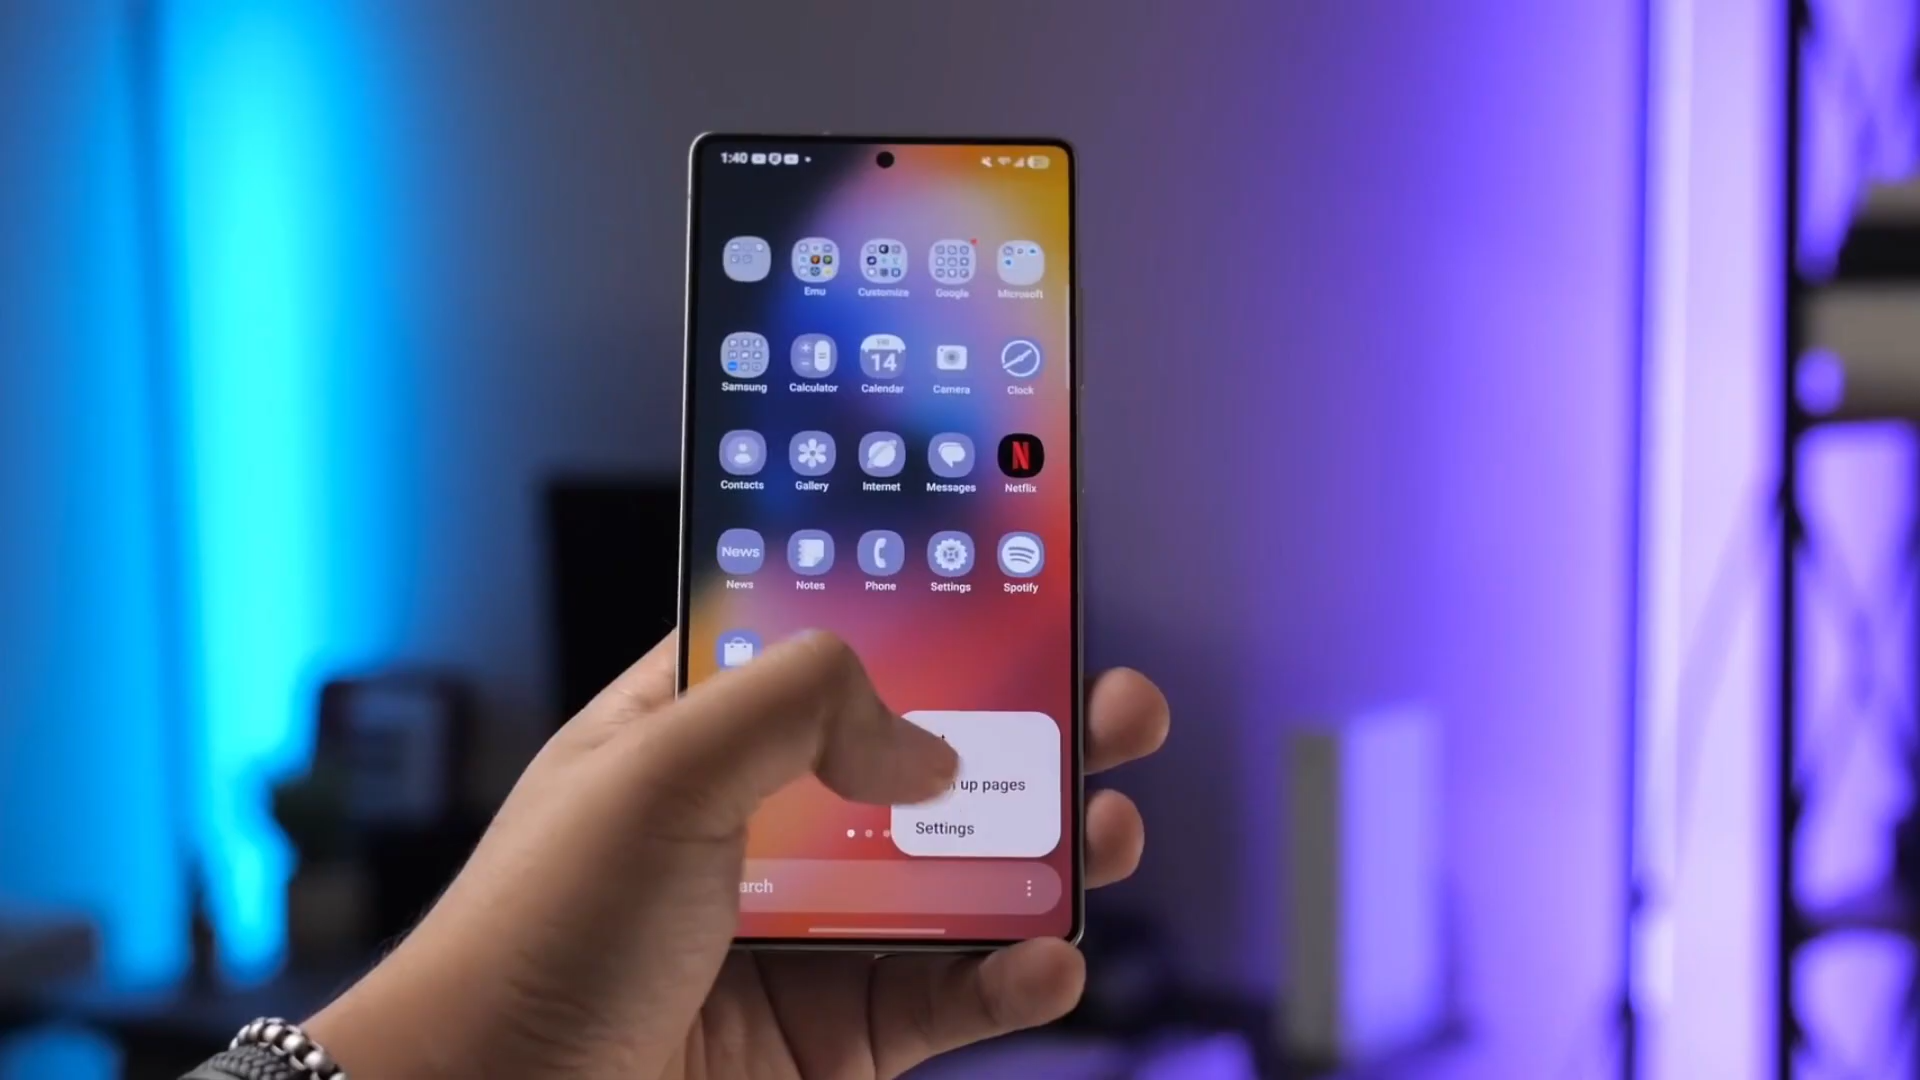 1:40
Emu Customize Google Microsoft
14
Samsung Calculator Calendar Camera Clock
N
Contacts Gallery Internet Messages Netflix
News
News Notes Phone Settings Spotify
up pages
Settings
arch